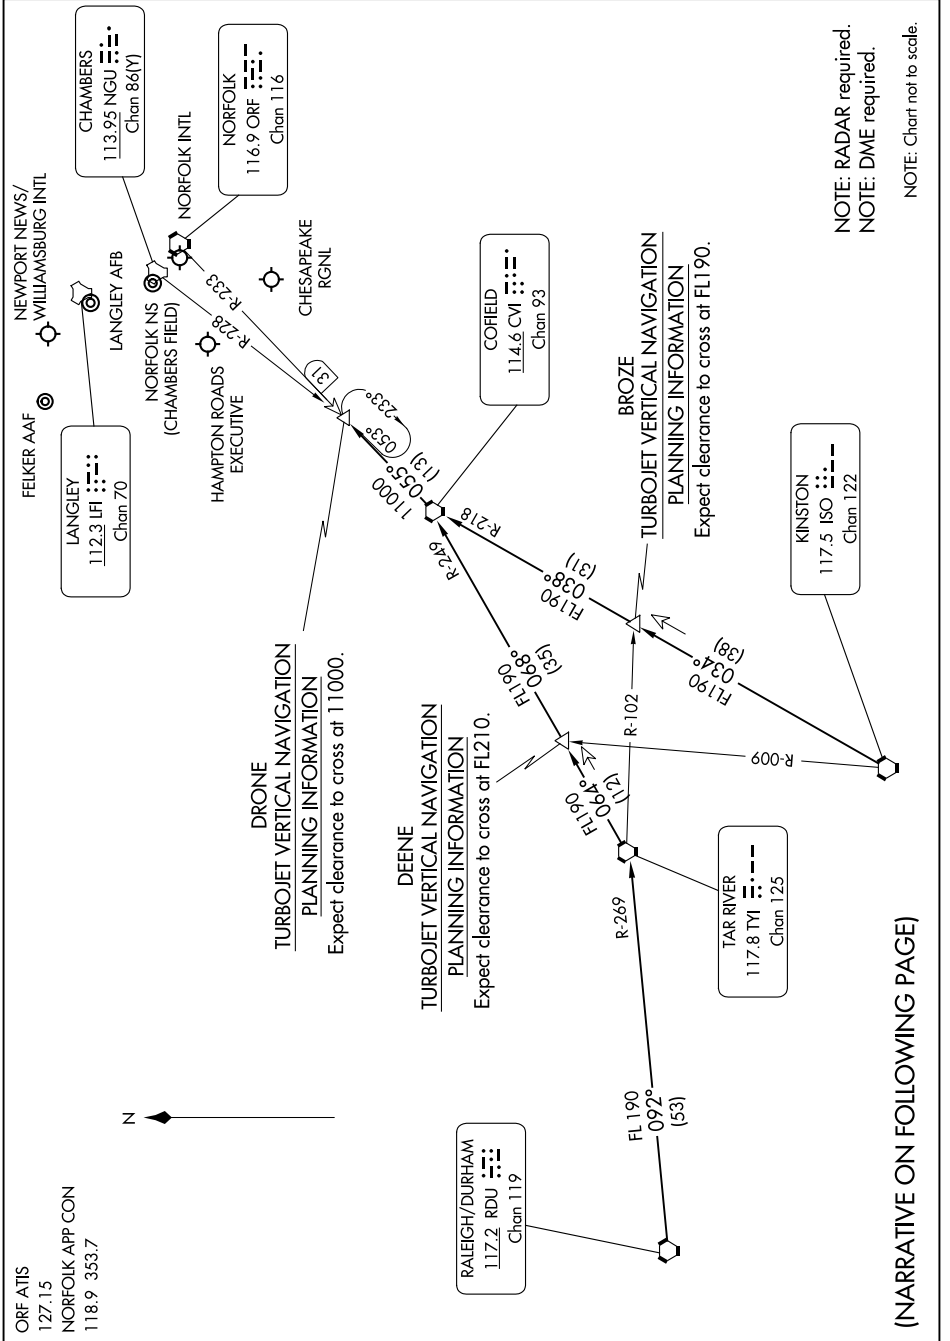 ORF ATIS
127.15
NORFOLK APP CON
118.9 353.7
N
FELKER AAF
NEWPORT NEWS/
WILLIAMSBURG INTL
LANGLEY
112.3 LFI
Chan 70
LANGLEY AFB
CHAMBERS
113.95 NGU
Chan 86(Y)
NORFOLK NS
(CHAMBERS FIELD)
NORFOLK INTL
NORFOLK
116.9 ORF
Chan 116
HAMPTON ROADS
EXECUTIVE
CHESAPEAKE
RGNL
R-228
R-233
31
233°
053°
11000
055°
(13)
DRONE
TURBOJET VERTICAL NAVIGATION
PLANNING INFORMATION
Expect clearance to cross at 11000.
COFIELD
114.6 CVI
Chan 93
R-249
R-218
FL190
068°
(35)
FL190
038°
(31)
DEENE
TURBOJET VERTICAL NAVIGATION
PLANNING INFORMATION
Expect clearance to cross at FL210.
BROZE
TURBOJET VERTICAL NAVIGATION
PLANNING INFORMATION
Expect clearance to cross at FL190.
FL190
064°
(12)
R-102
FL190
034°
(38)
R-009
RALEIGH/DURHAM
117.2 RDU
Chan 119
FL 190
092°
(53)
R-269
TAR RIVER
117.8 TYI
Chan 125
KINSTON
117.5 ISO
Chan 122
NOTE: RADAR required.
NOTE: DME required.
NOTE: Chart not to scale.
(NARRATIVE ON FOLLOWING PAGE)